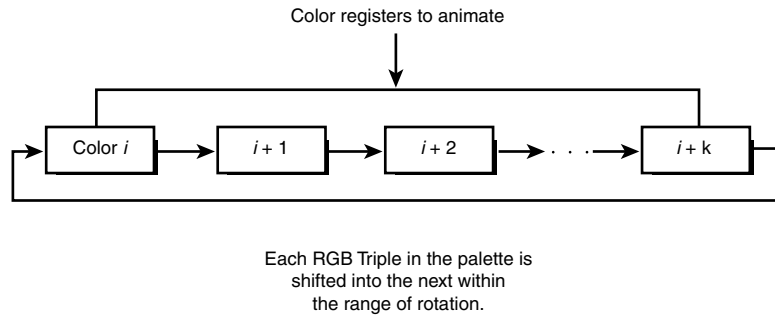 Color registers to animate
Color i
i + 1
i + 2
. . .
i + k
Each RGB Triple in the palette is
shifted into the next within
the range of rotation.